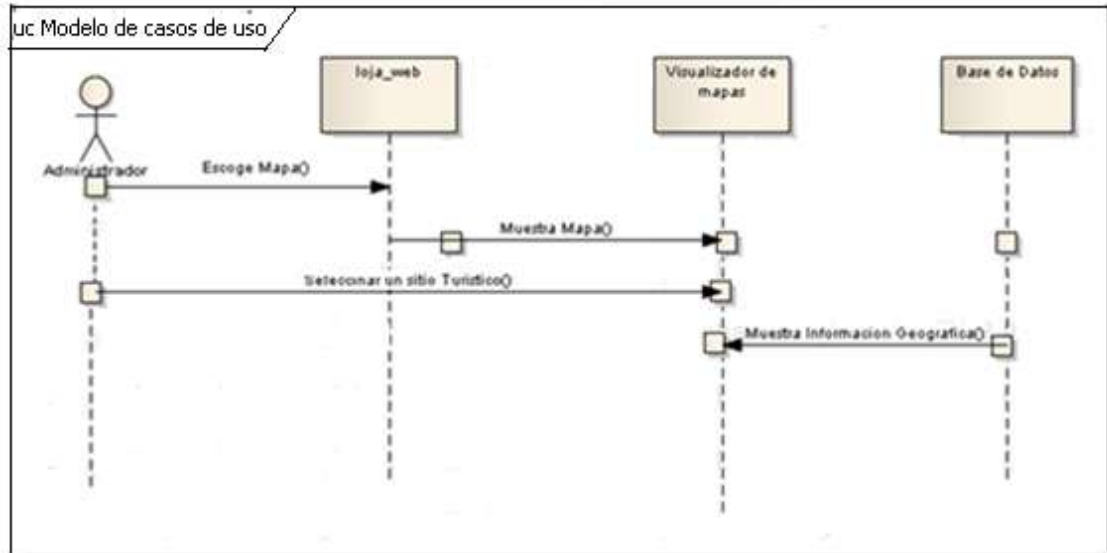 uc Modelo de casos de uso
loja_web
Visualizador de
mapas
Base de Datos
Administrador
Escoge Mapa()
Muestra Mapa()
Seleccinar un sitio Turistico()
Muestra Informacion Geografica()